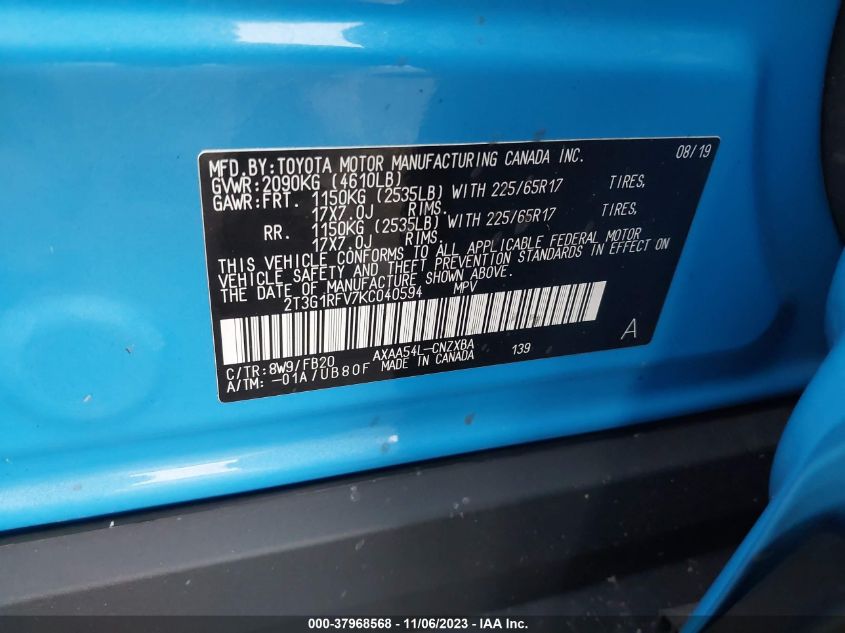 MFD.BY:TOYOTA MOTOR MANUFACTURING CANADA INC. 08/19
GVWR:2090KG (4610LB)
GAWR:FRT. 1150KG (2535LB) WITH 225/65R17 TIRES,
17X7.0J RIMS.
RR. 1150KG (2535LB) WITH 225/65R17 TIRES,
17X7.0J RIMS.
THIS VEHICLE CONFORMS TO ALL APPLICABLE FEDERAL MOTOR
VEHICLE SAFETY AND THEFT PREVENTION STANDARDS IN EFFECT ON
THE DATE OF MANUFACTURE SHOWN ABOVE.
2T3G1RFV7KC040594 MPV
A
C/TR:8W9/FB20 AXAA54L-CNZXBA 139
A/TM:-01A/UB80F MADE IN CANADA
000-37968568 - 11/06/2023 - IAA Inc.